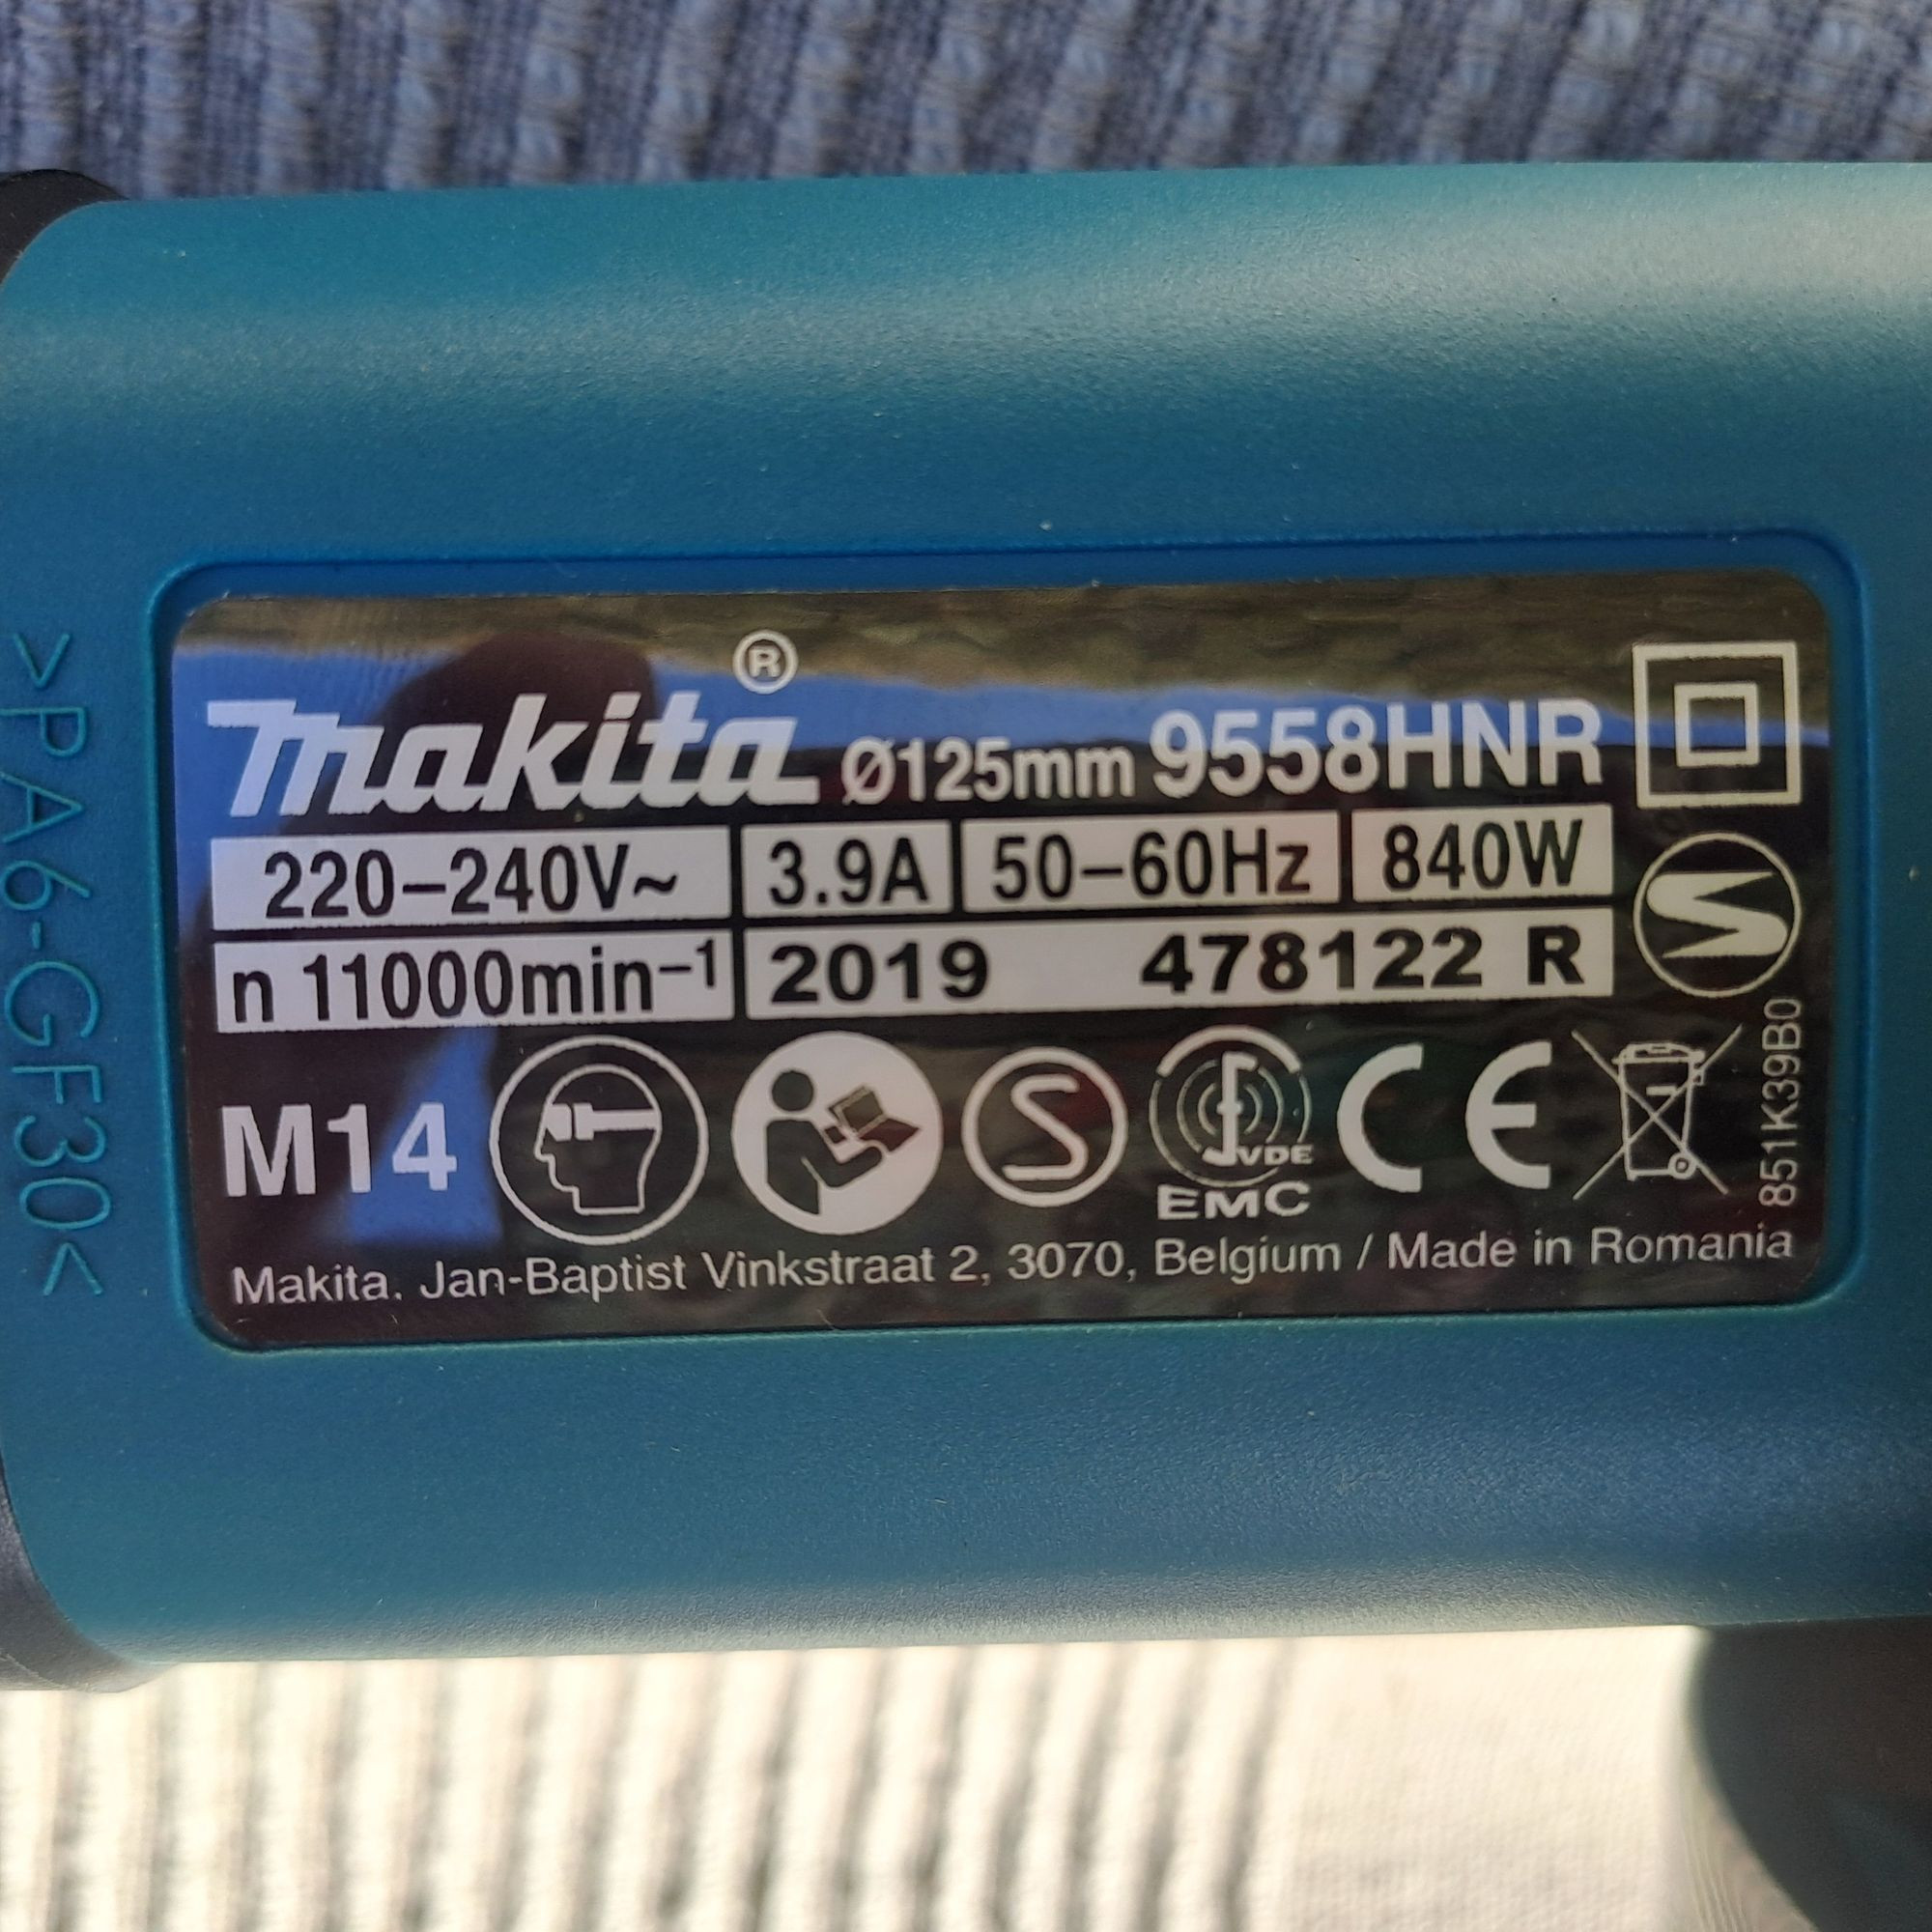 makita® Ø125mm 9558HNR
220–240V~ 3.9A 50–60Hz 840W
n 11000min⁻¹ 2019 478122 R
M14 S VDE CE
EMC
Makita. Jan-Baptist Vinkstraat 2, 3070, Belgium / Made in Romania
851K39B0
>PA6-GF30<